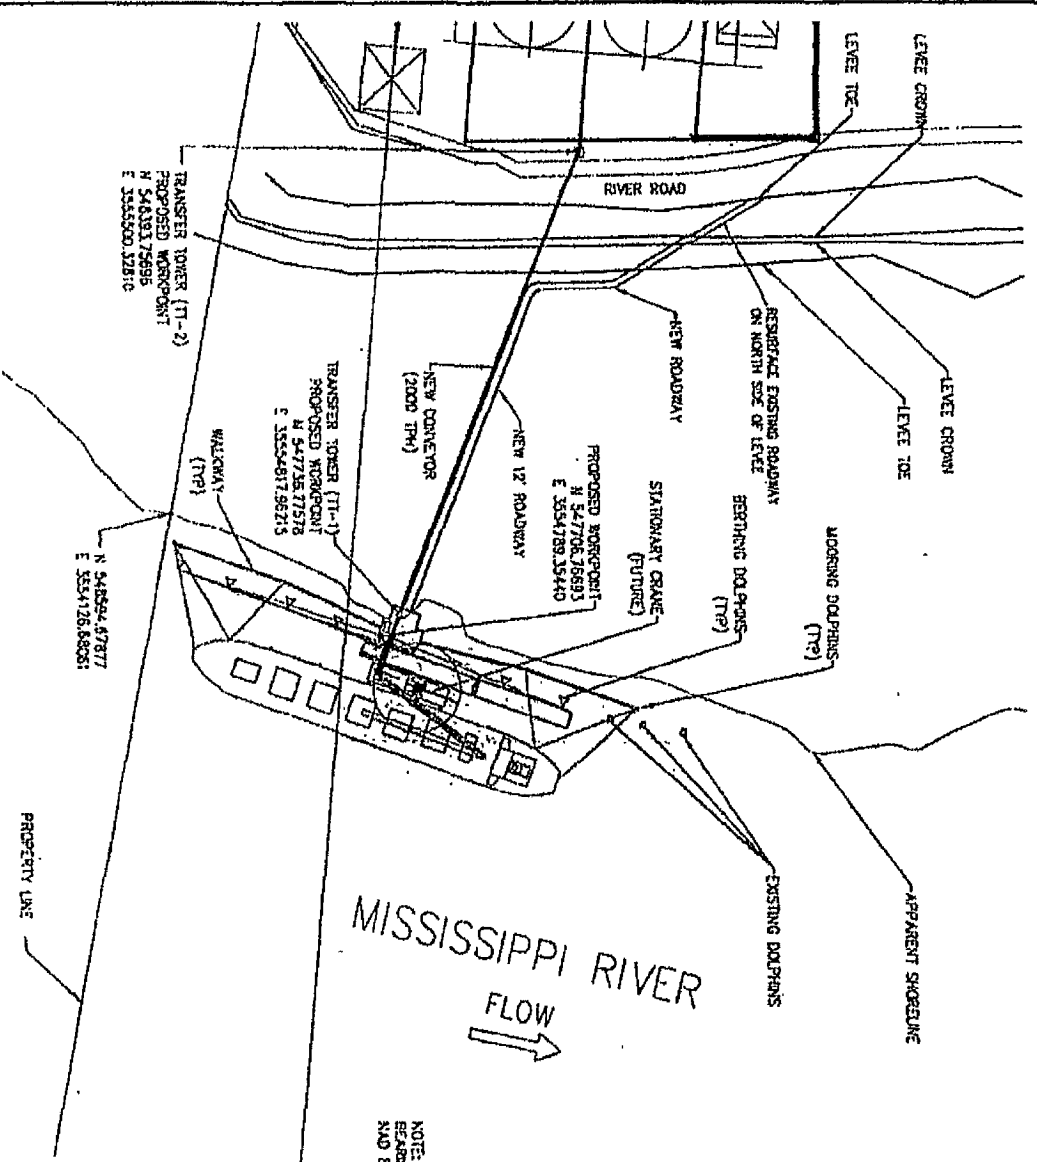 LEVEE CROWN
LEVEE TOE
RIVER ROAD
LEVEE CROWN
LEVEE TOE
RESURFACE EXISTING ROADWAY
ON NORTH SIDE OF LEVEE
NEW ROADWAY
TRANSFER TOWER (TT-2)
PROPOSED WORKPOINT
NEW CONVEYOR
(2000 TPH)
NEW 12' ROADWAY
TRANSFER TOWER (TT-1)
PROPOSED WORKPOINT
PROPOSED WORKPOINT
STATIONARY CRANE
(FUTURE)
BERTHING DOLPHINS
(TYP)
MOORING DOLPHINS
(TYP)
WALKWAY
(TYP)
EXISTING DOLPHINS
APPARENT SHORELINE
PROPERTY LINE
MISSISSIPPI RIVER
FLOW
NOTE: